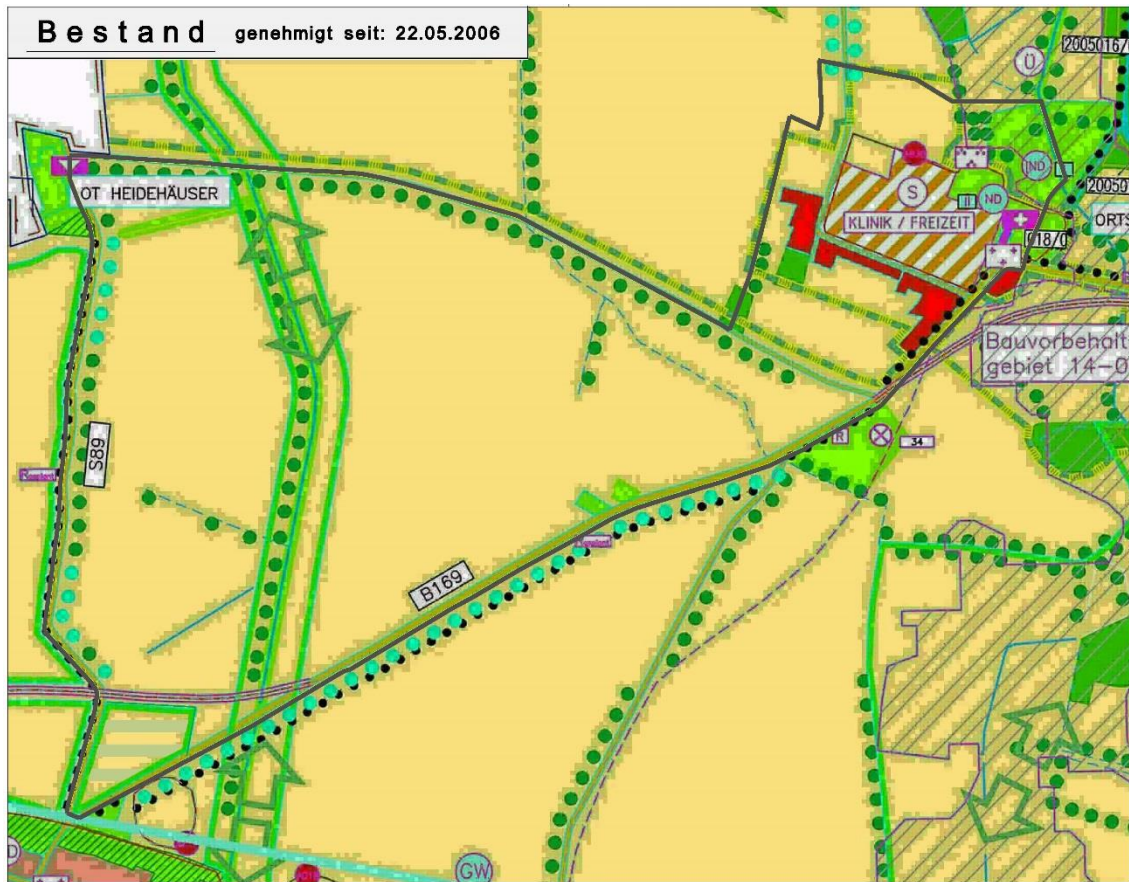 Bestand genehmigt seit: 22.05.2006
2005016/
Ü
OT HEIDEHÄUSER
IND
S
ND
II
KLINIK / FREIZEIT
ORTS
018/0
Bauvorbehalt
gebiet 14-0
R
34
S89
B169
GW